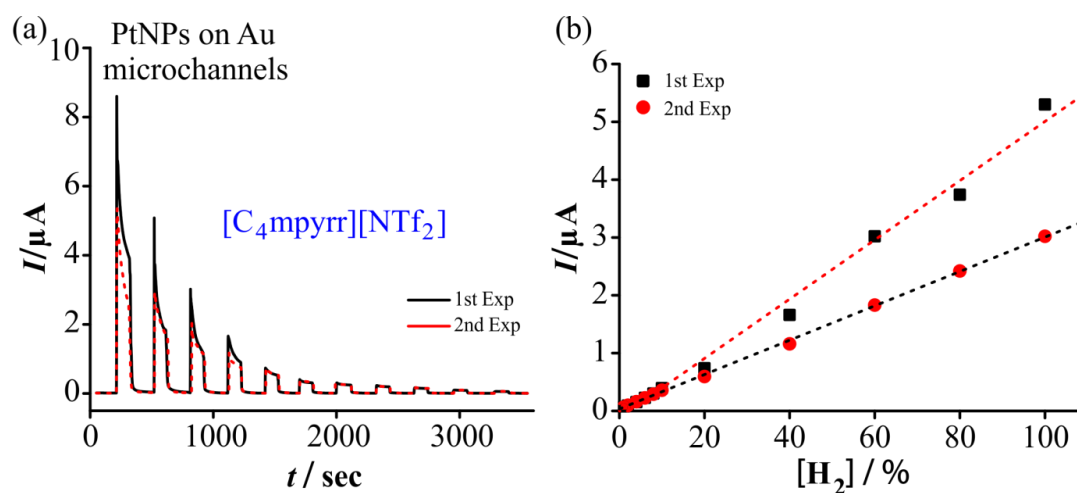 (a)
PtNPs on Au
microchannels
[C₄mpyrr][NTf₂]
1st Exp
2nd Exp
I/μA
10
8
6
4
2
0
0 1000 2000 3000
t / sec
(b)
1st Exp
2nd Exp
I/μA
6
5
4
3
2
1
0
0 20 40 60 80 100
[H₂] / %